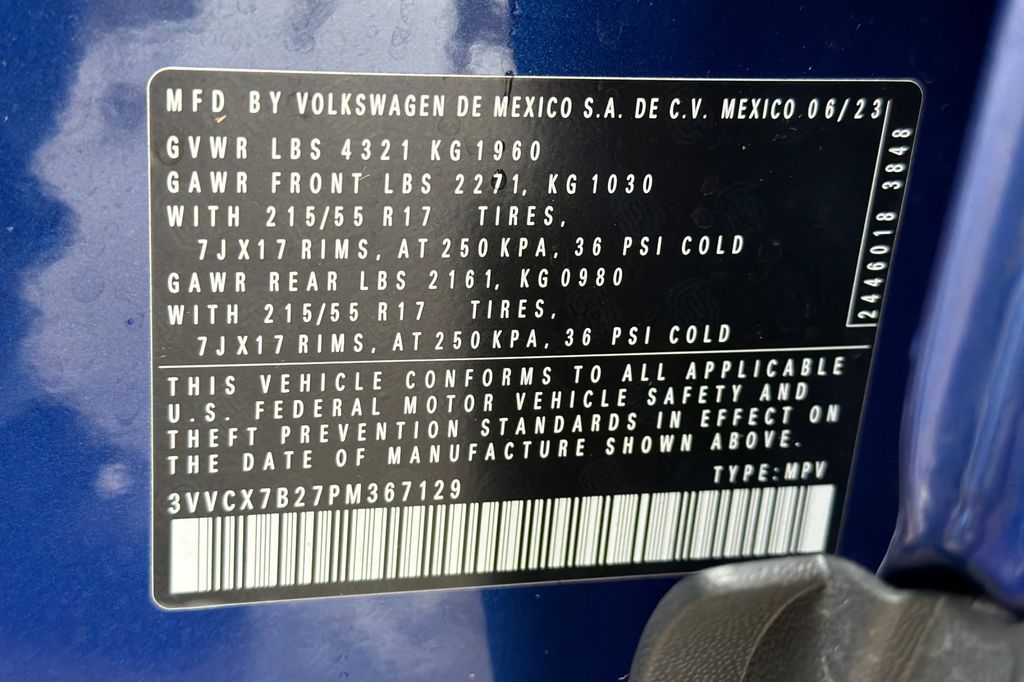 MFD BY VOLKSWAGEN DE MEXICO S.A. DE C.V. MEXICO 06/23
GVWR LBS 4321 KG 1960
GAWR FRONT LBS 2271, KG 1030
WITH 215/55 R17 TIRES,
7JX17 RIMS, AT 250 KPA, 36 PSI COLD
GAWR REAR LBS 2161, KG 0980
WITH 215/55 R17 TIRES,
7JX17 RIMS, AT 250 KPA, 36 PSI COLD
2446018 3848
THIS VEHICLE CONFORMS TO ALL APPLICABLE
U.S. FEDERAL MOTOR VEHICLE SAFETY AND
THEFT PREVENTION STANDARDS IN EFFECT ON
THE DATE OF MANUFACTURE SHOWN ABOVE.
TYPE: MPV
3VVCX7B27PM367129